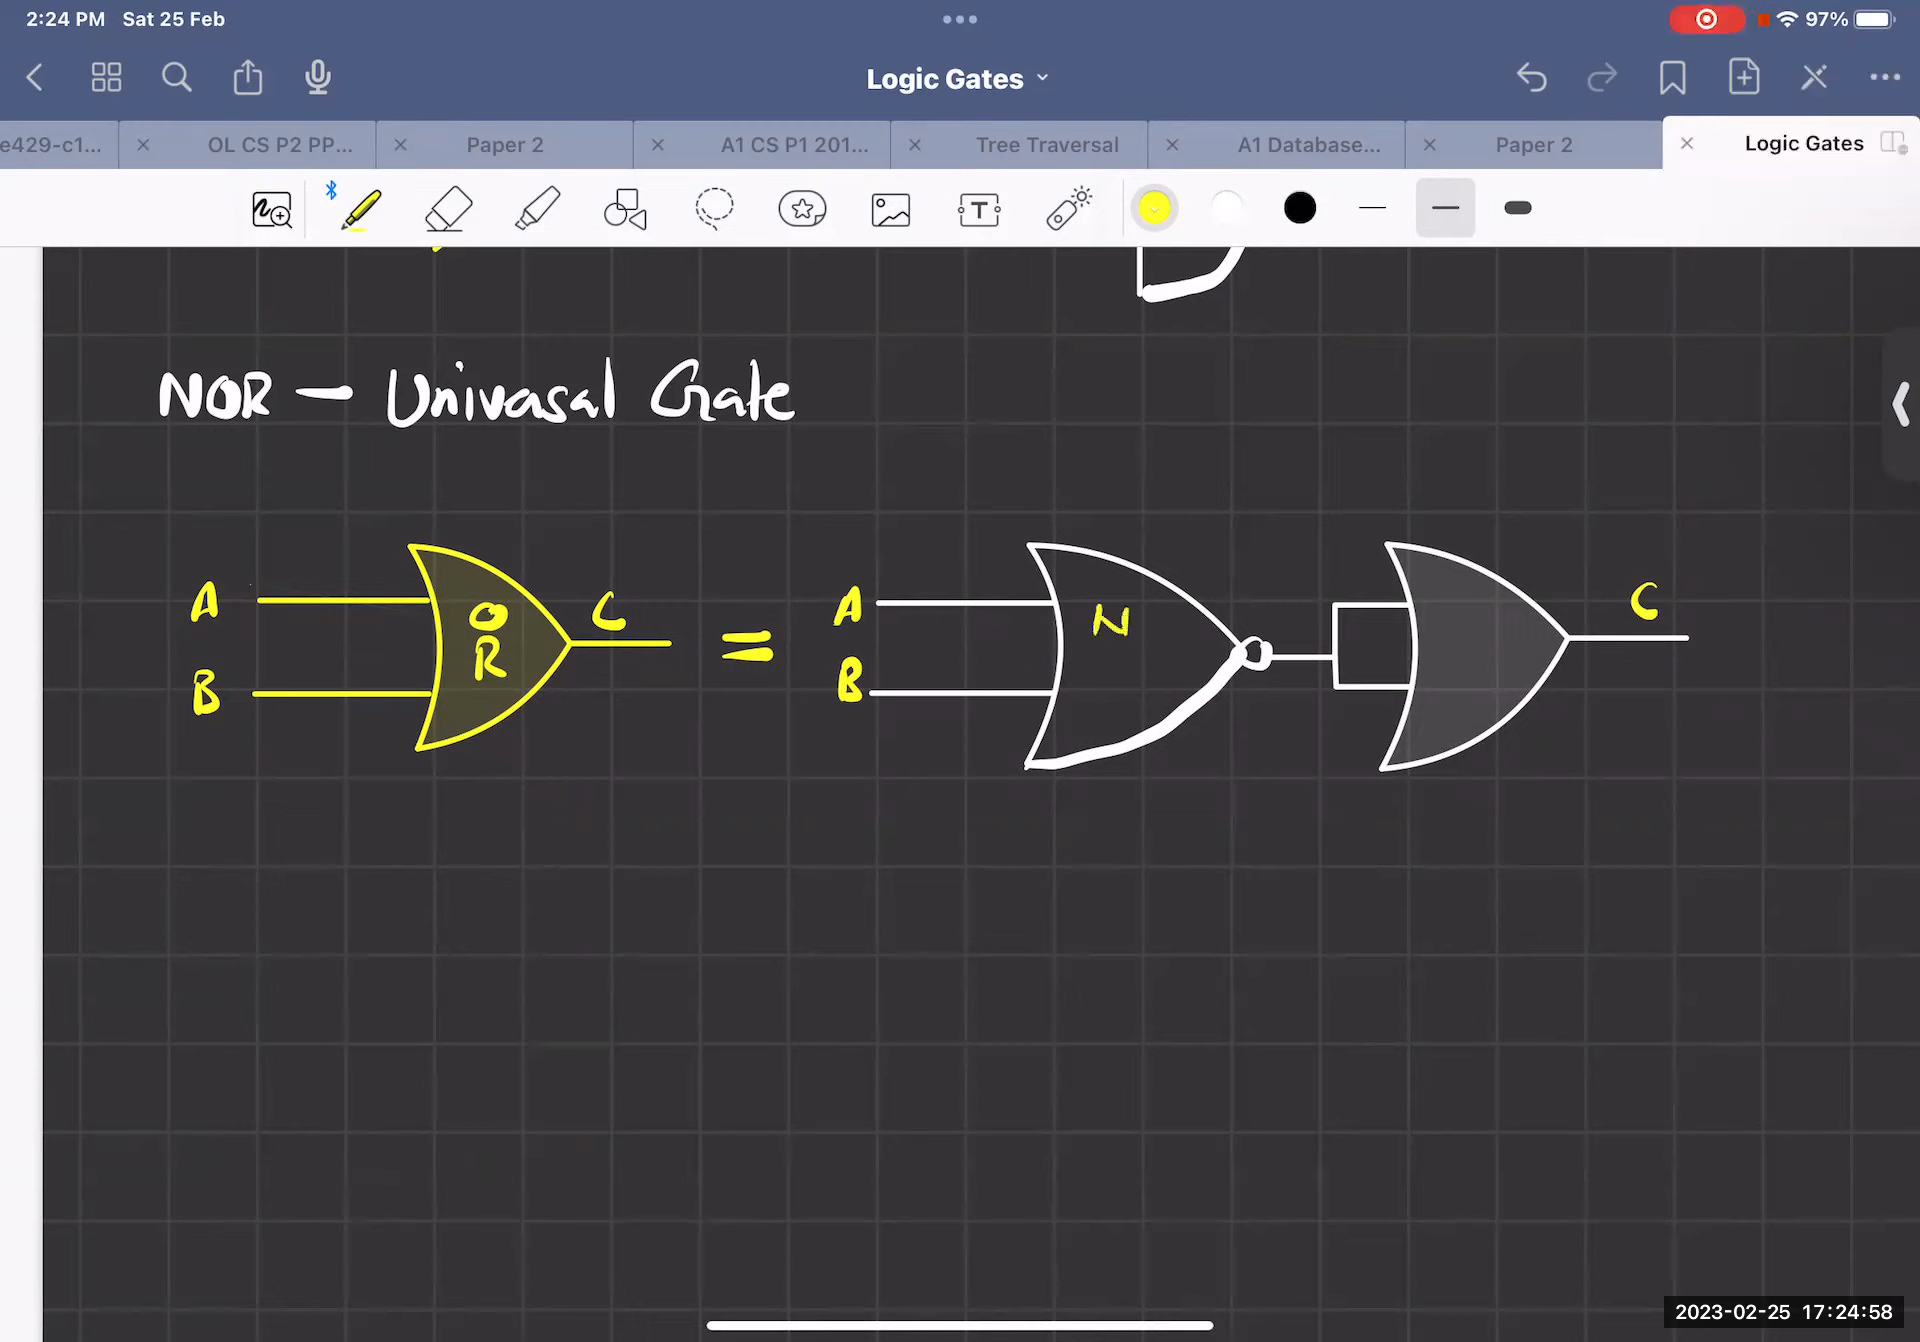 2:24 PM Sat 25 Feb
97%
Logic Gates
e429-c1...
OL CS P2 PP...
Paper 2
A1 CS P1 201...
Tree Traversal
A1 Database...
Paper 2
Logic Gates
T
NOR — Univasal Gate
A
B
OR
C
=
A
B
N
C
2023-02-25 17:24:58